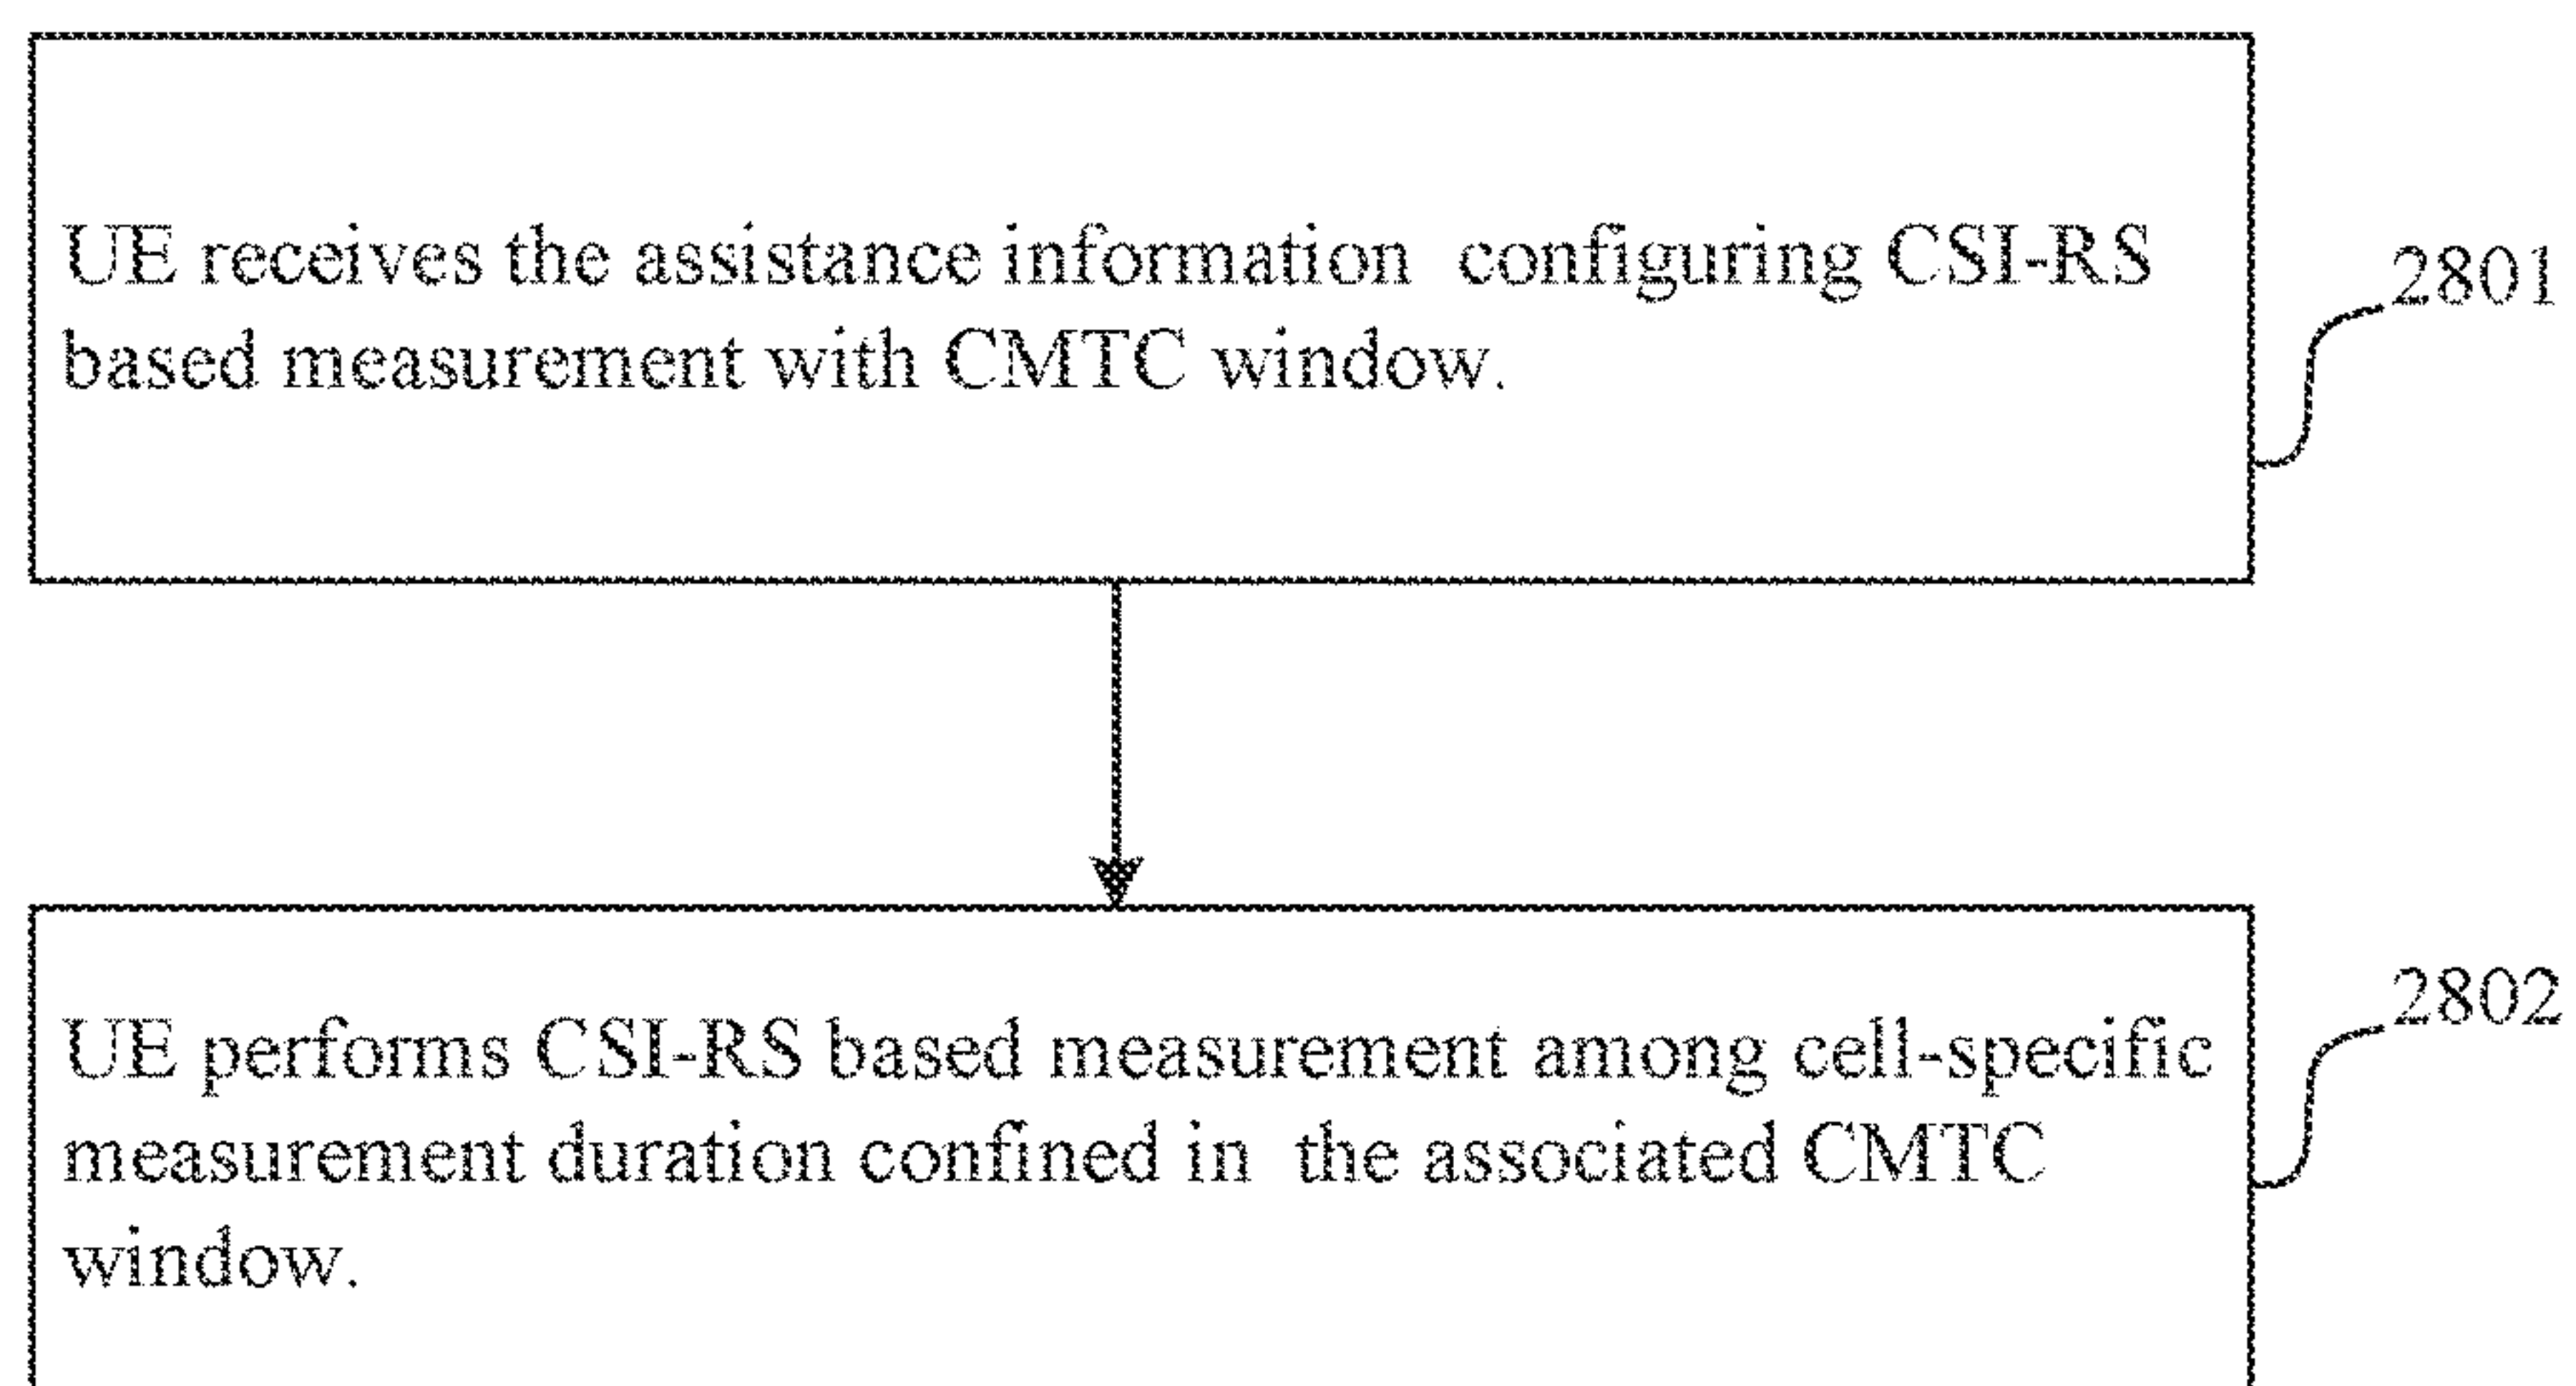 UE receives the assistance information configuring CSI-RS
based measurement with CMTC window.
2801
UE performs CSI-RS based measurement among cell-specific
measurement duration confined in the associated CMTC
window.
2802